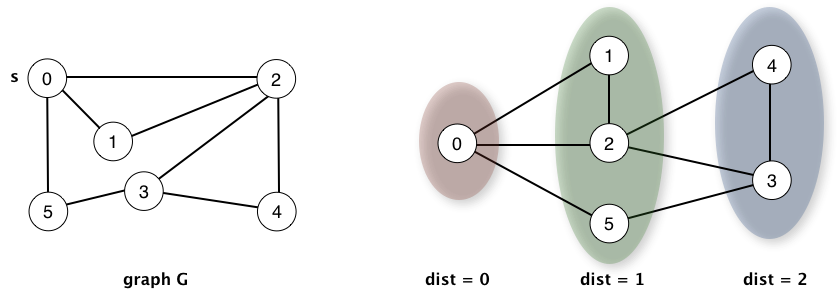 s 0 2
1
3
5 4
graph G
1 4
0 2
3
5
dist = 0 dist = 1 dist = 2